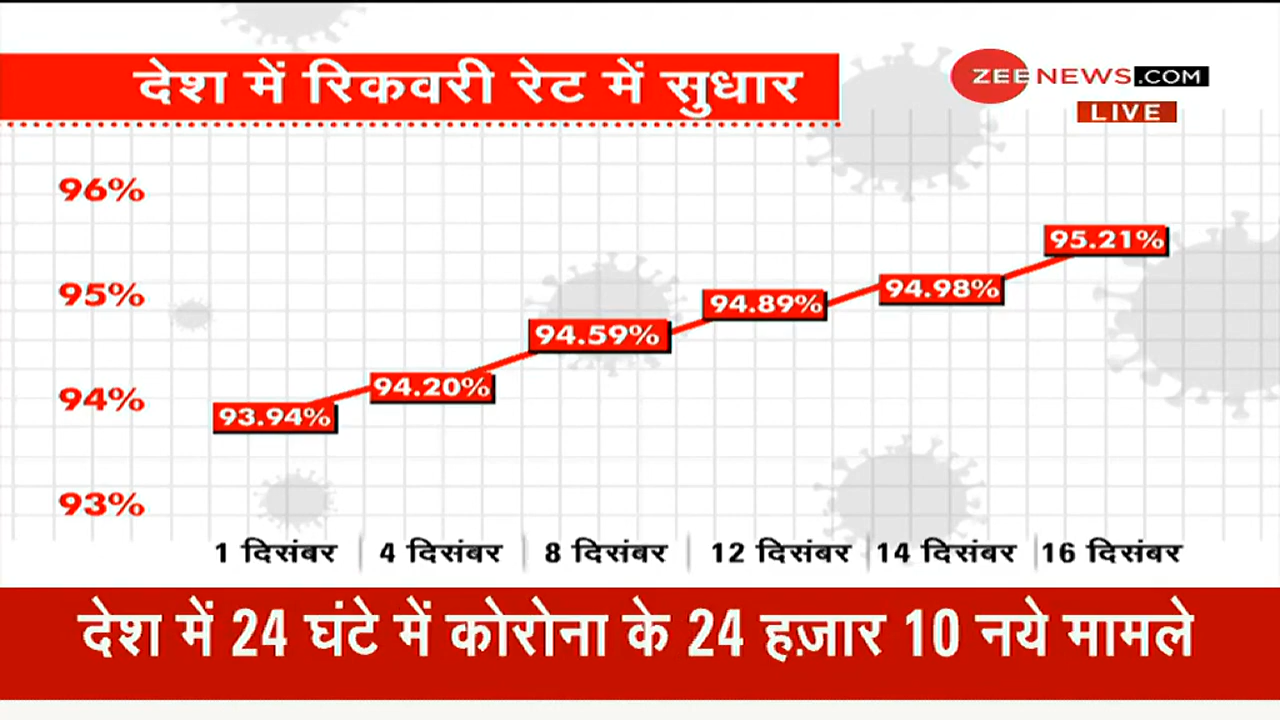 देश में रिकवरी रेट में सुधार
ZEENEWS.COM
LIVE
96%
95%
94%
93%
93.94%
94.20%
94.59%
94.89%
94.98%
95.21%
1 दिसंबर
4 दिसंबर
8 दिसंबर
12 दिसंबर
14 दिसंबर
16 दिसंबर
देश में 24 घंटे में कोरोना के 24 हज़ार 10 नये मामले